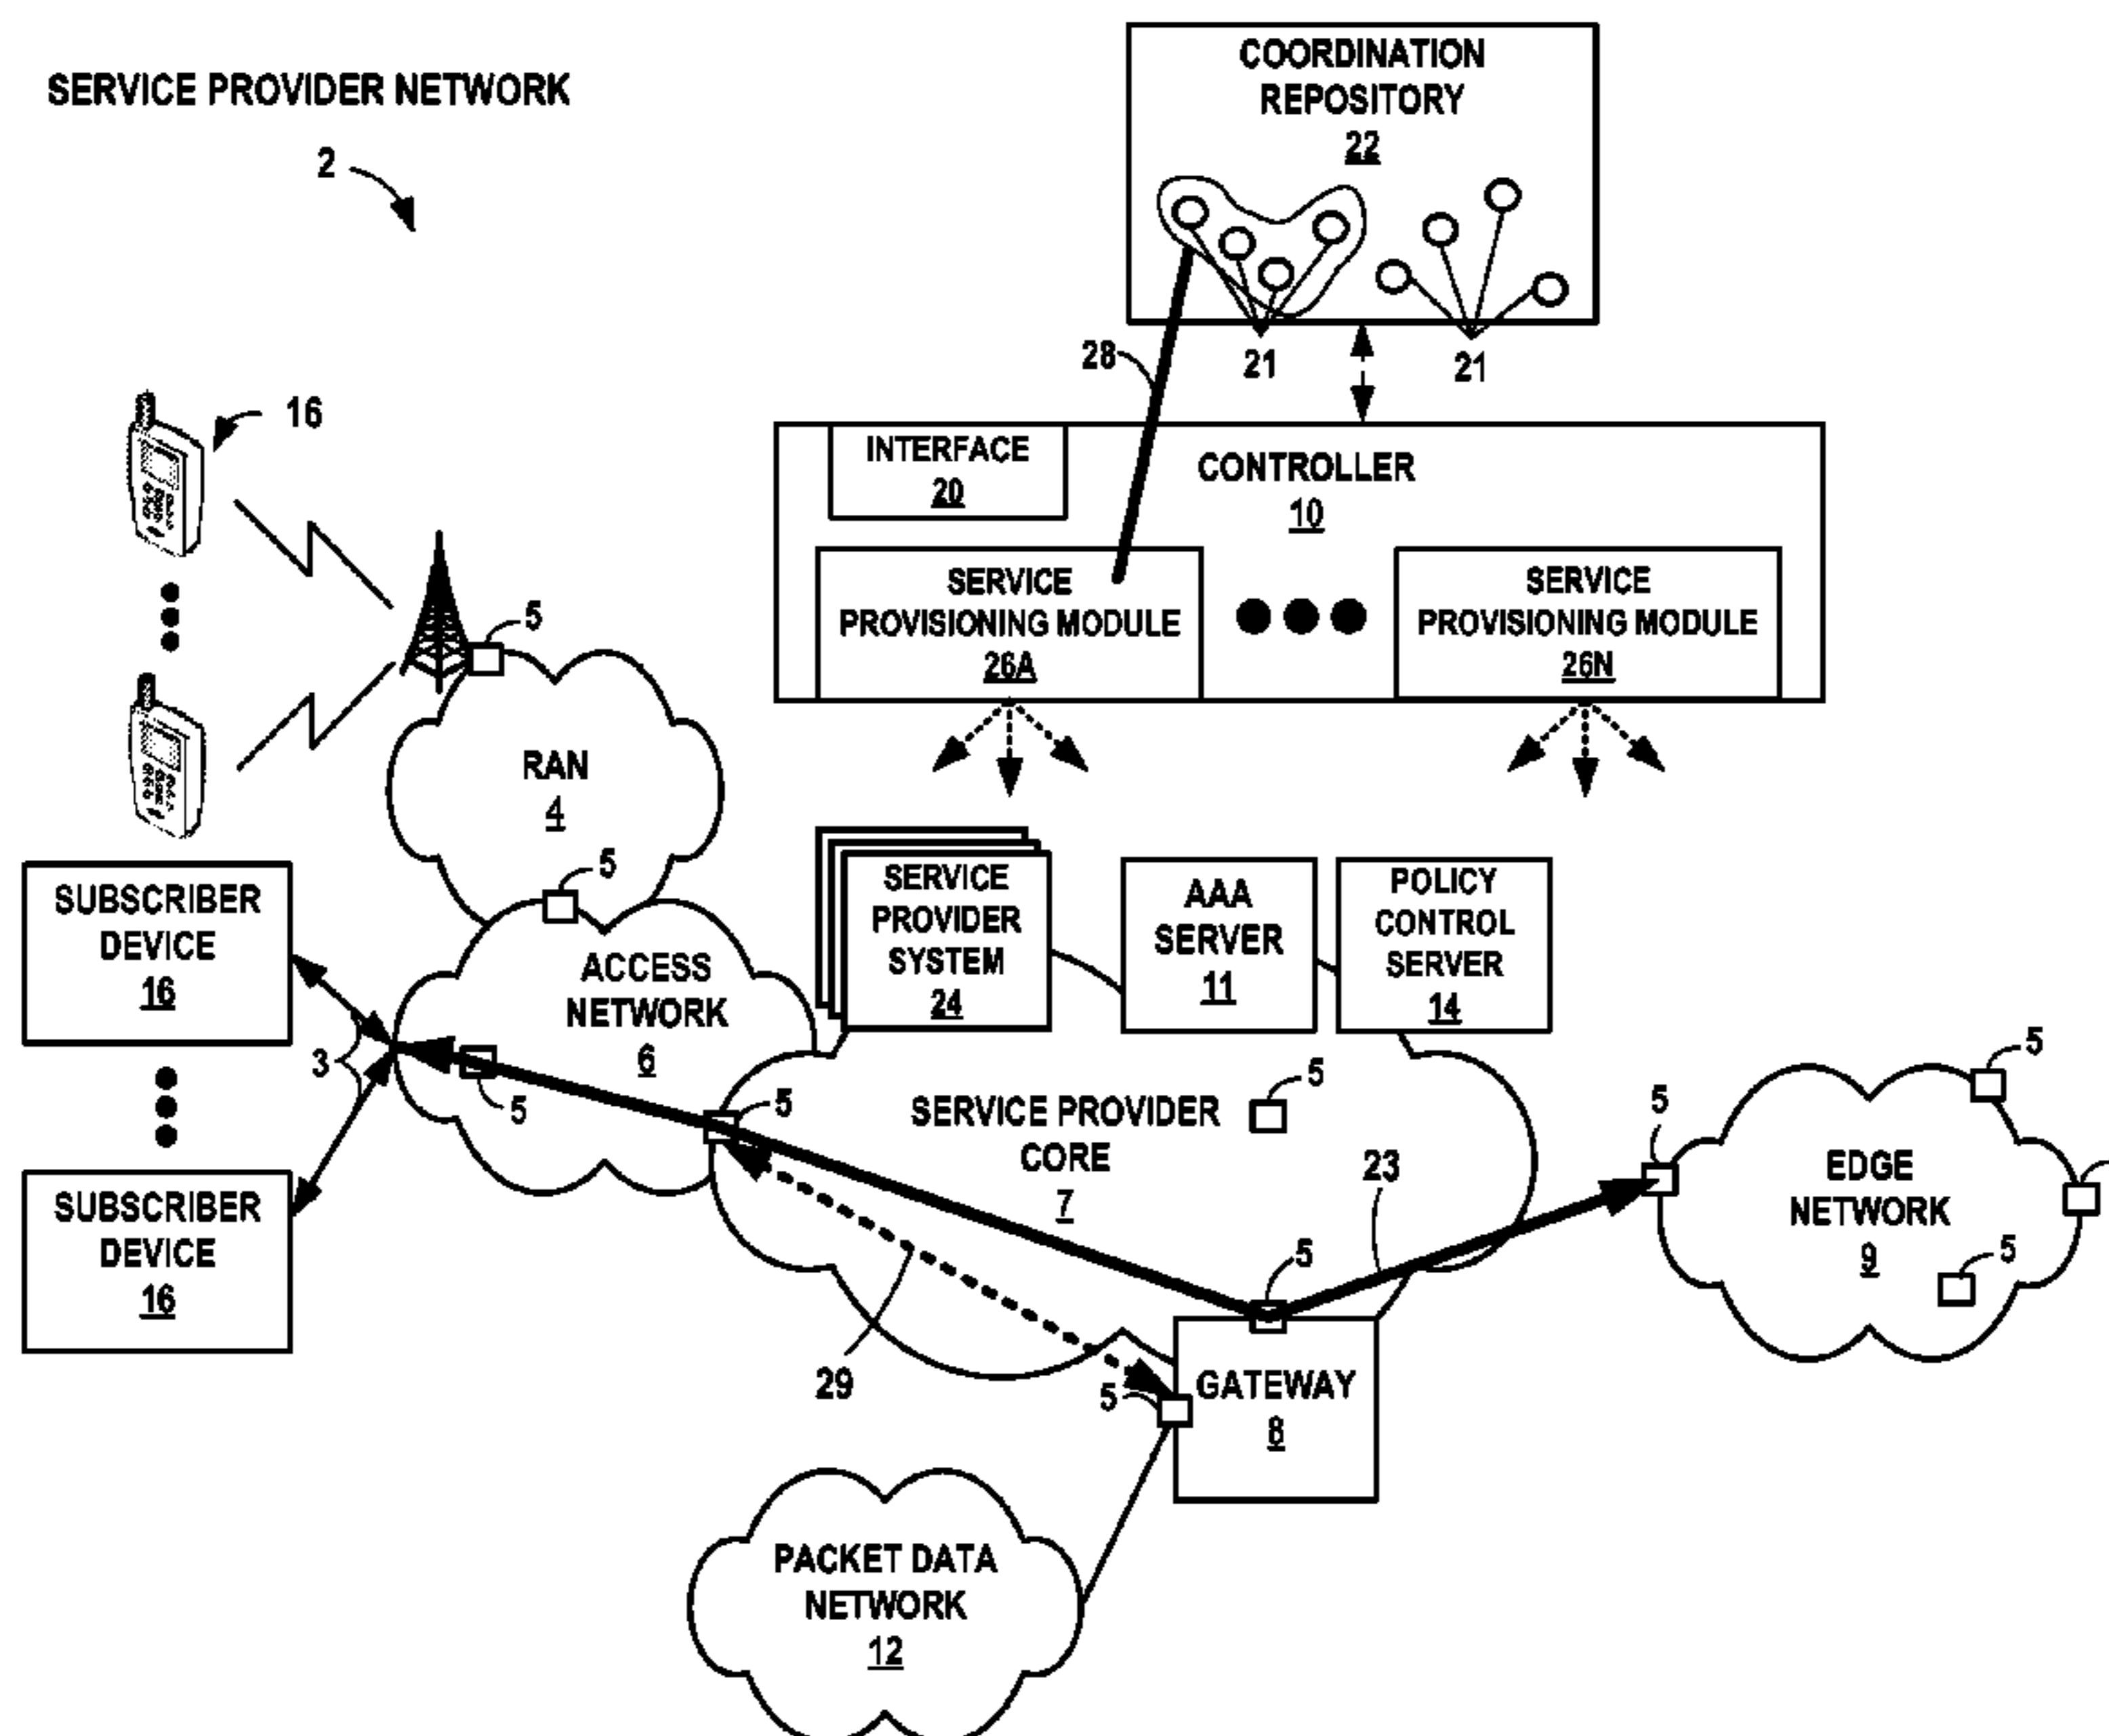 SERVICE PROVIDER NETWORK
2
COORDINATION
REPOSITORY
22
21
21
28
INTERFACE
20
CONTROLLER
10
SERVICE
PROVISIONING MODULE
26A
SERVICE
PROVISIONING MODULE
26N
16
5
RAN
4
5
SUBSCRIBER
DEVICE
16
3
SUBSCRIBER
DEVICE
16
ACCESS
NETWORK
6
5
5
SERVICE
PROVIDER
SYSTEM
24
AAA
SERVER
11
POLICY
CONTROL
SERVER
14
SERVICE PROVIDER
CORE
7
5
23
29
5
5
GATEWAY
8
5
5
EDGE
NETWORK
9
5
PACKET DATA
NETWORK
12